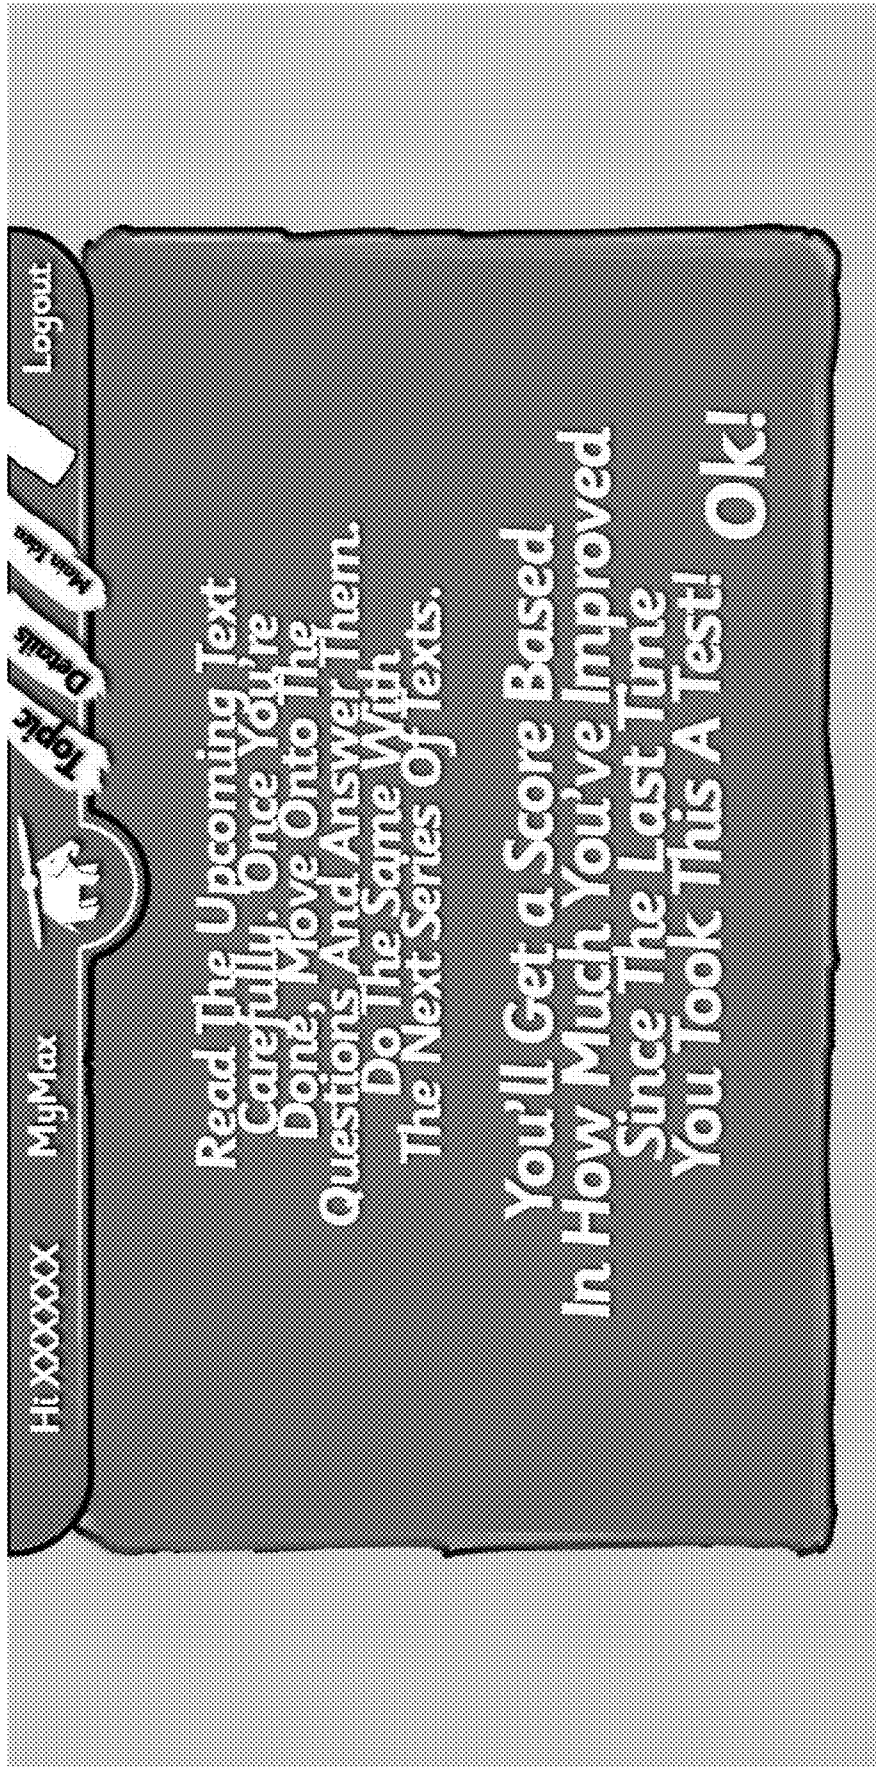 Hi XXXXXXX
MyMax
Topic
Details
Main Idea
Logout
Read The Upcoming Text
Carefully. Once You're
Done, Move Onto The
Questions And Answer Them.
Do The Same With
The Next Series Of Texts.
You'll Get a Score Based
In How Much You've Improved
Since The Last Time
You Took This A Test!
Ok!